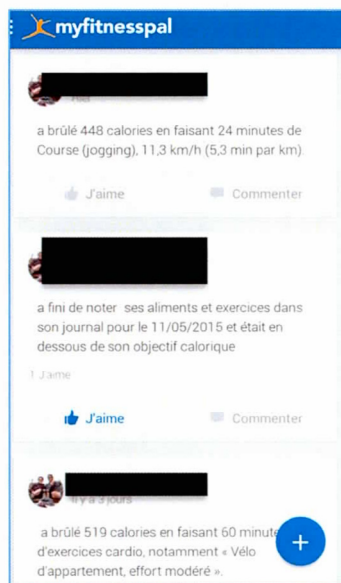 myfitnesspal
Hier
a brûlé 448 calories en faisant 24 minutes de
Course (jogging), 11,3 km/h (5,3 min par km).
J'aime Commenter
a fini de noter ses aliments et exercices dans
son journal pour le 11/05/2015 et était en
dessous de son objectif calorique
1 J'aime
J'aime Commenter
Il y a 3 jours
a brûlé 519 calories en faisant 60 minute
d'exercices cardio, notamment « Vélo
d'appartement, effort modéré ».